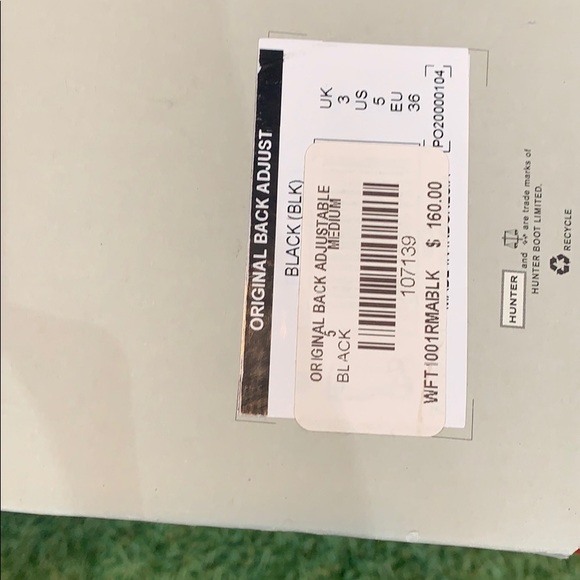 ORIGINAL BACK ADJUST
BLACK (BLK)
UK
3
US
5
EU
36
PO20000104
ORIGINAL BACK ADJUSTABLE
5 MEDIUM
BLACK
107139
WFT1001RMABLK $ 160.00
HUNTER and are trade marks of
HUNTER BOOT LIMITED.
RECYCLE